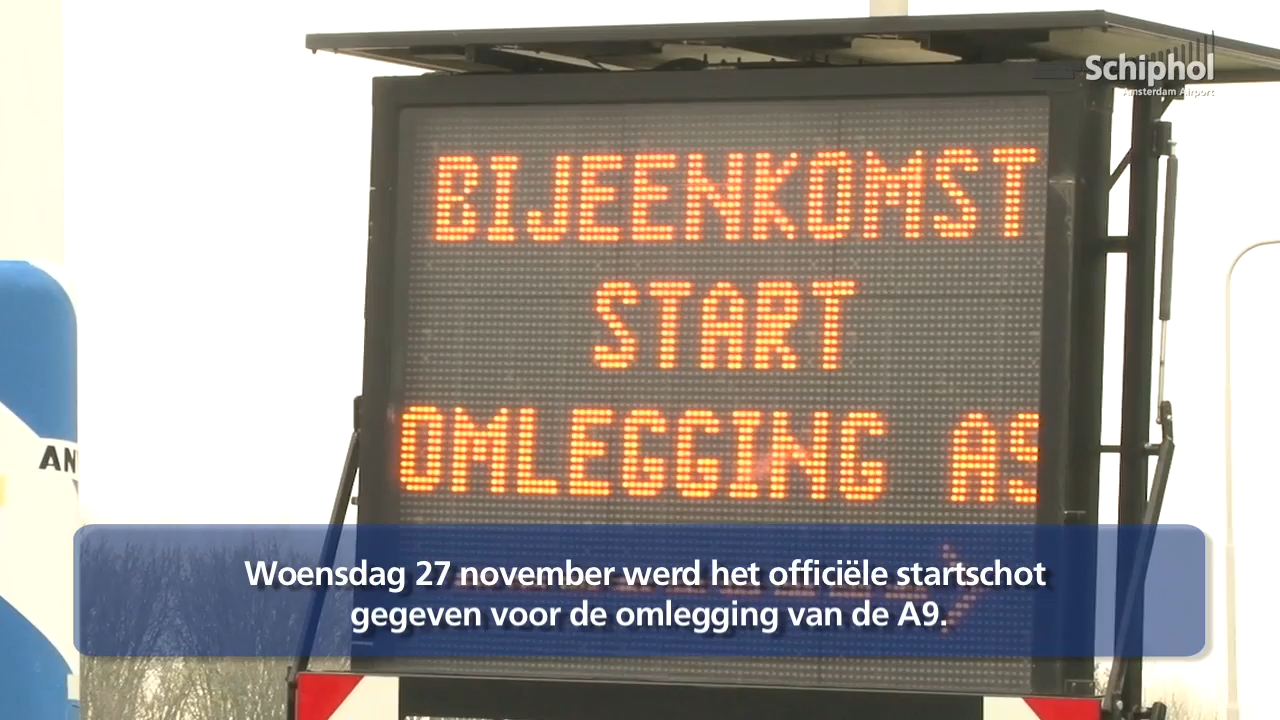 Schiphol
Amsterdam Airport
BIJEENKOMST
START
OMLEGGING A9
AN
Woensdag 27 november werd het officiële startschot
gegeven voor de omlegging van de A9.